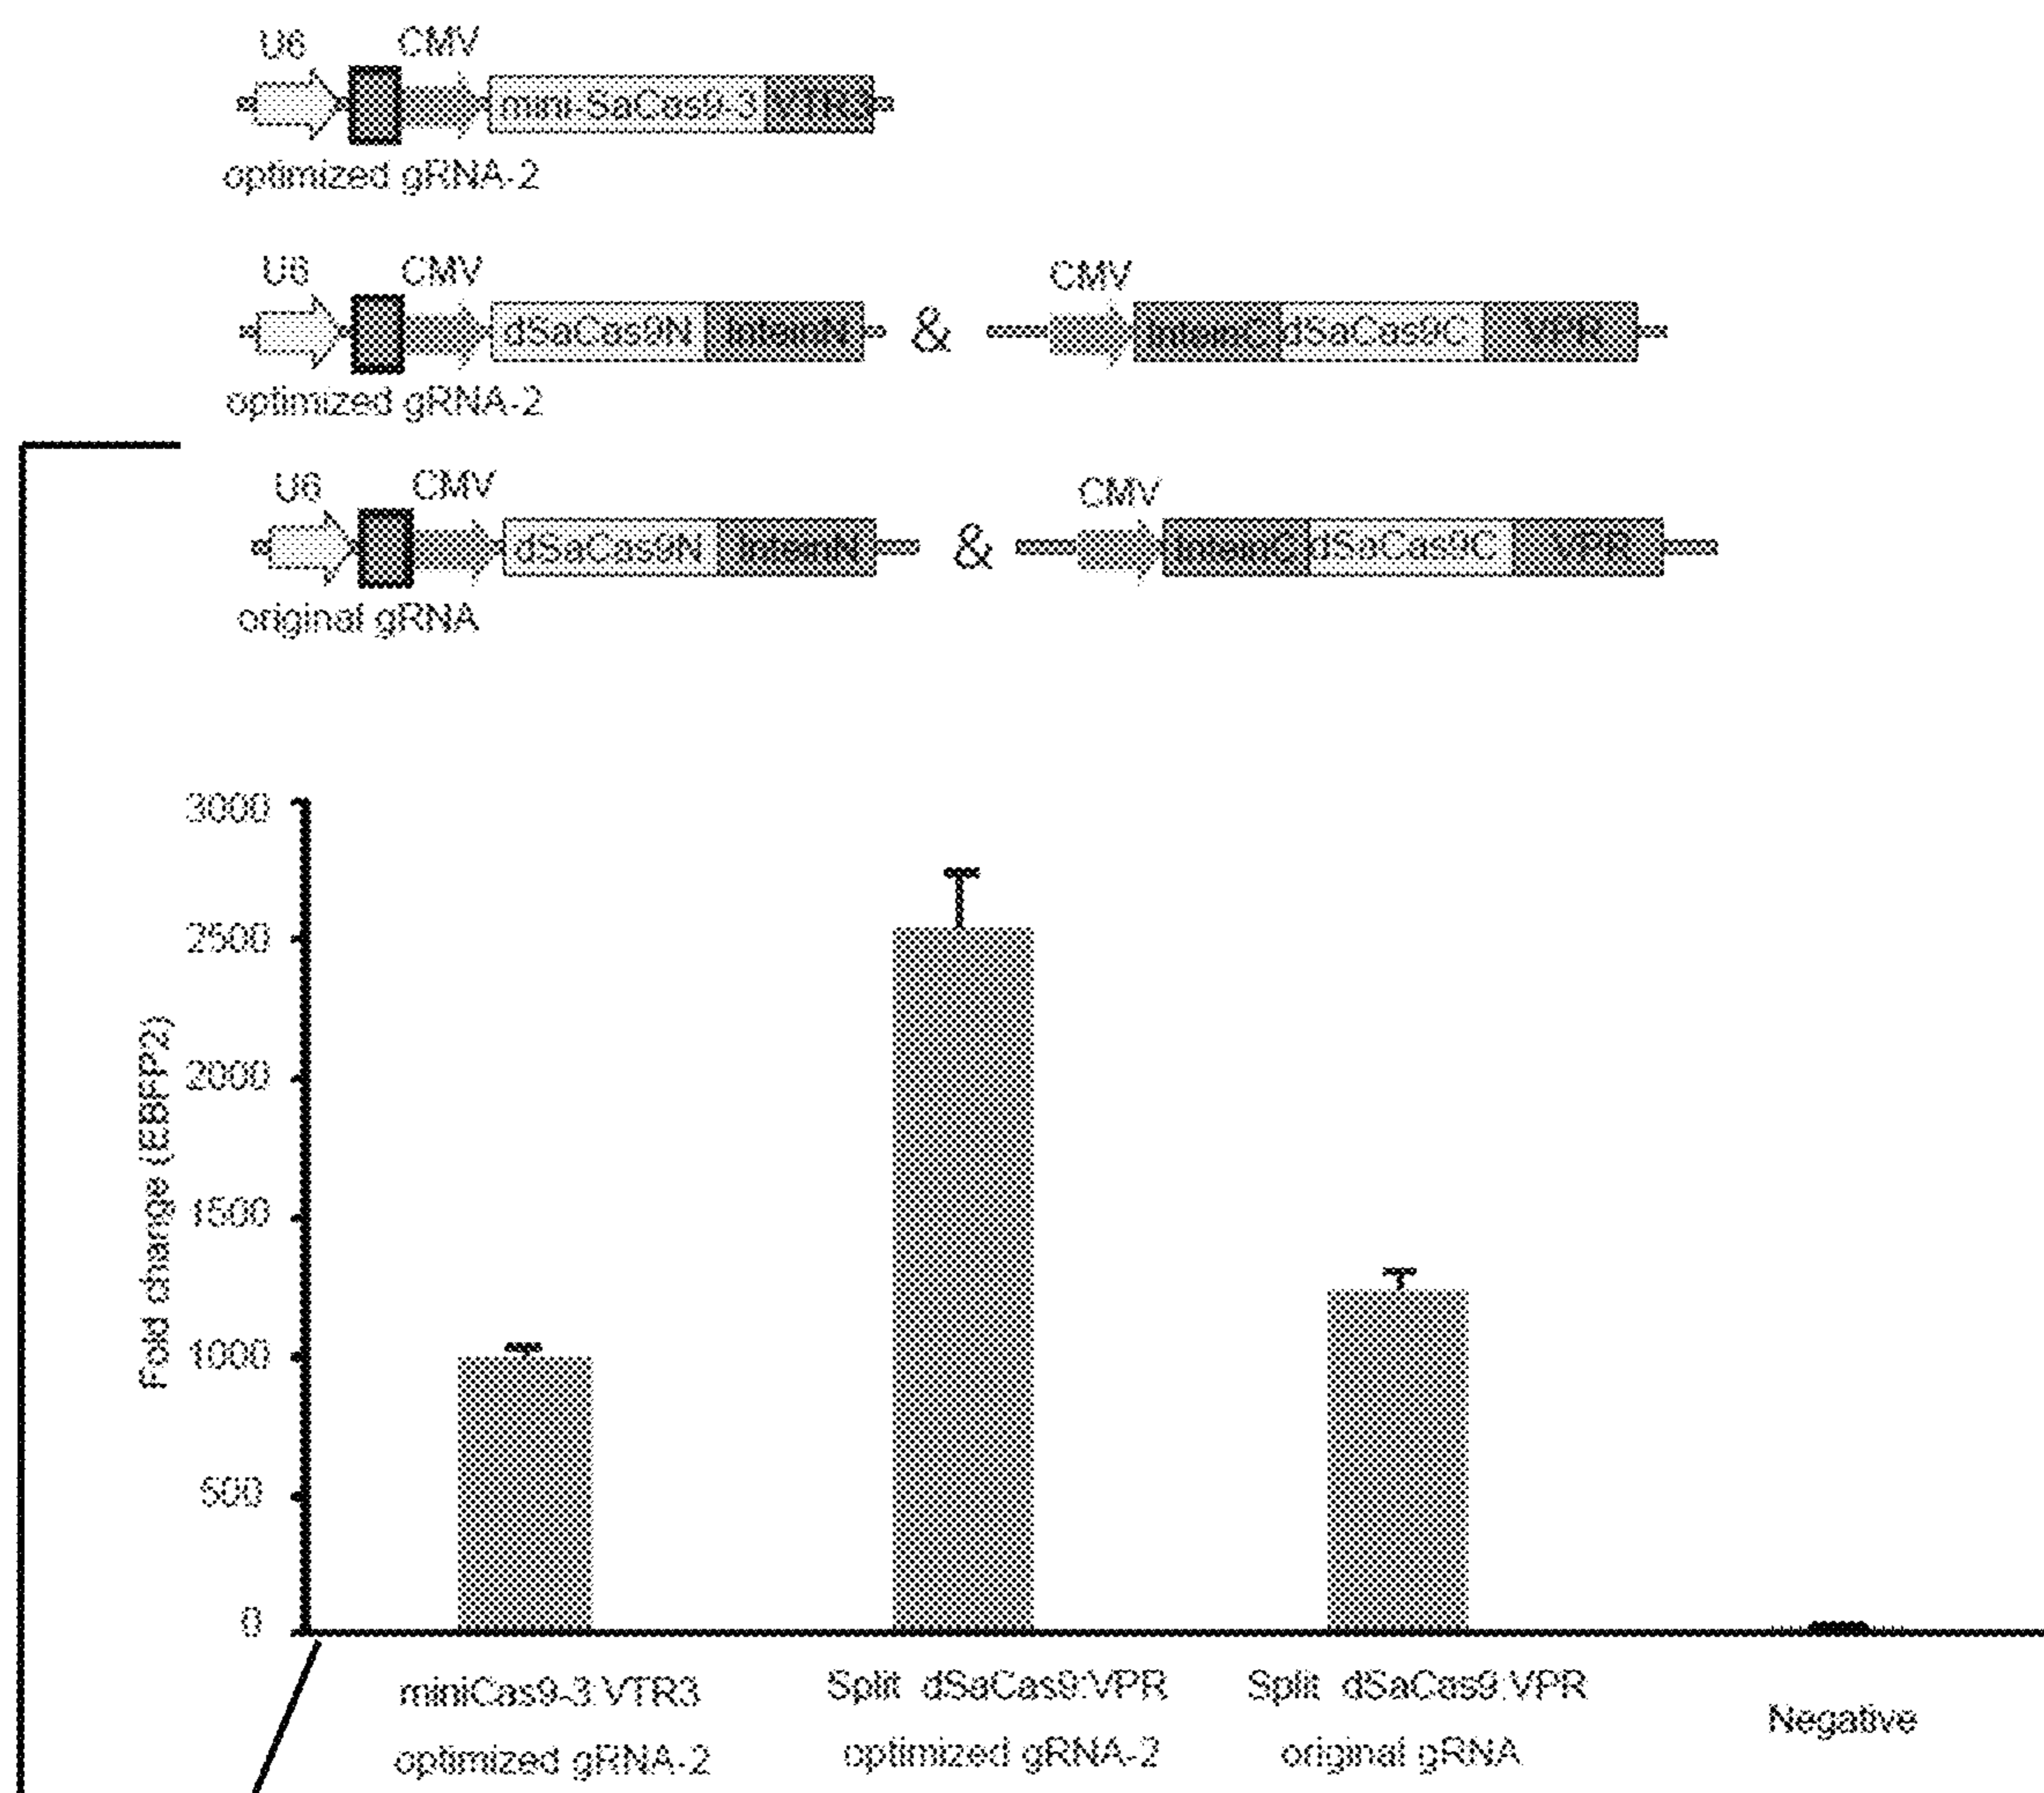 U6 CMV
mini-SaCas9-3 VTR3
optimized gRNA-2
U6 CMV CMV
dSaCas9N InteinN & InteinC dSaCas9C VPR
optimized gRNA-2
U6 CMV CMV
dSaCas9N InteinN & InteinC dSaCas9C VPR
original gRNA
Fold change (EBFP2)
3000
2500
2000
1500
1000
500
0
miniCas9-3:VTR3
optimized gRNA-2
Split dSaCas9:VPR
optimized gRNA-2
Split dSaCas9:VPR
original gRNA
Negative